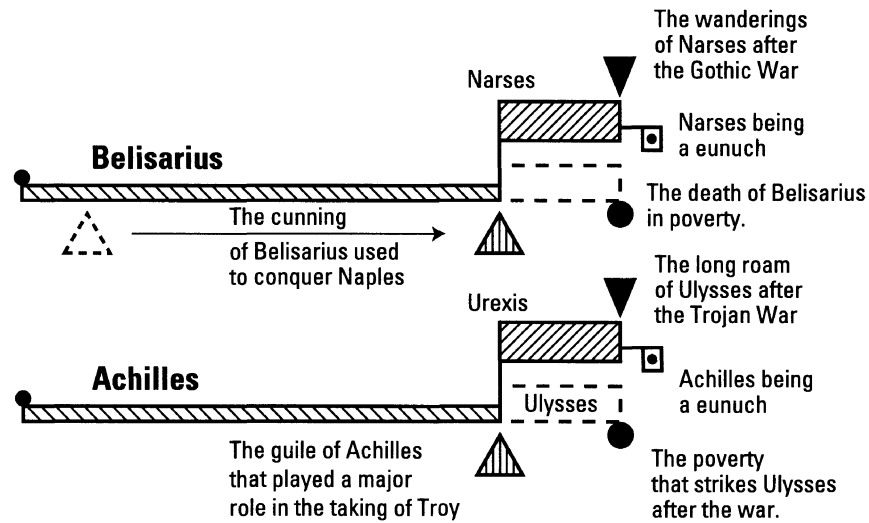 The wanderings
of Narses after
the Gothic War
Narses
Narses being
a eunuch
Belisarius
The death of Belisarius
in poverty.
The cunning
of Belisarius used
to conquer Naples
The long roam
of Ulysses after
the Trojan War
Urexis
Achilles being
a eunuch
Achilles
Ulysses
The guile of Achilles
that played a major
role in the taking of Troy
The poverty
that strikes Ulysses
after the war.